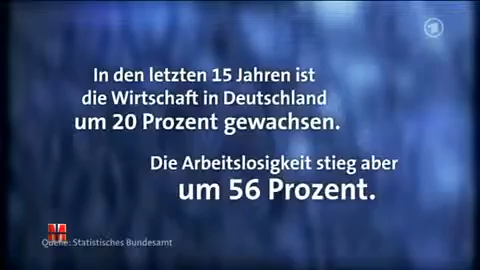 In den letzten 15 Jahren ist
die Wirtschaft in Deutschland
um 20 Prozent gewachsen.
Die Arbeitslosigkeit stieg aber
um 56 Prozent.
M
Quelle: Statistisches Bundesamt